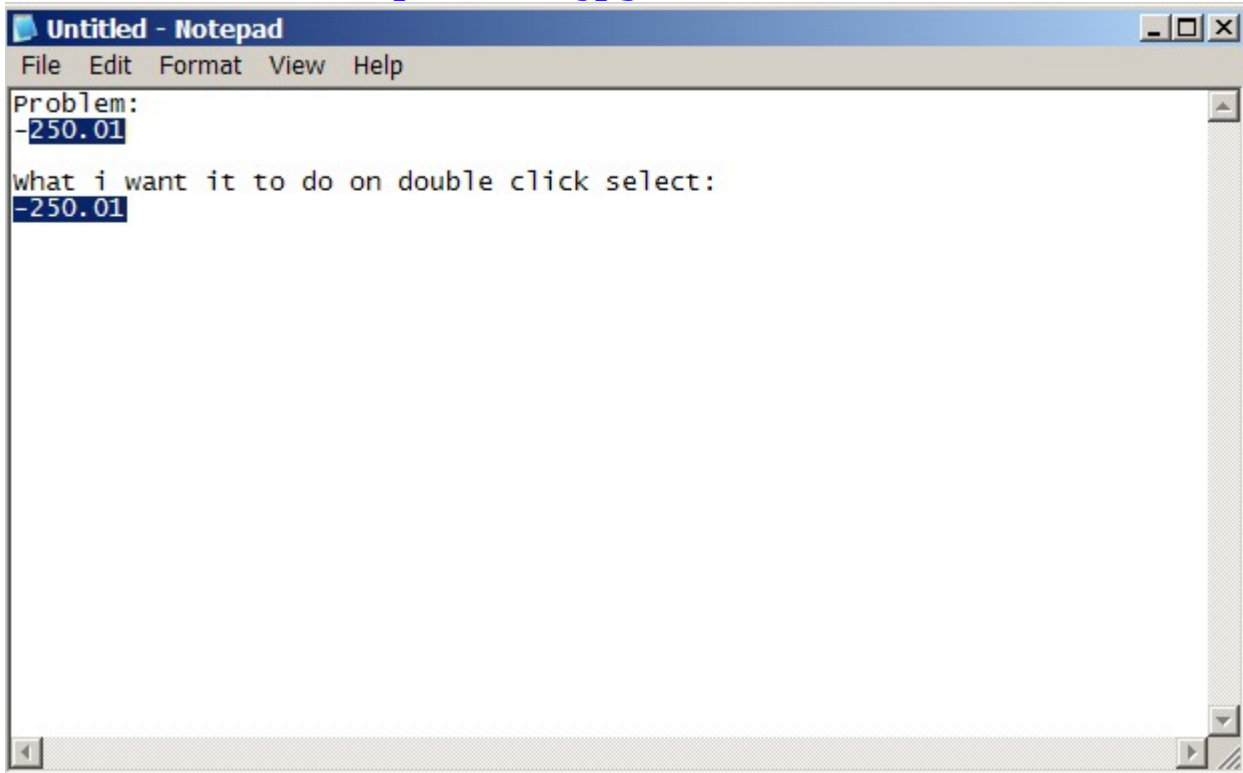 Untitled - Notepad
File Edit Format View Help
Problem:
-250.01
what i want it to do on double click select:
-250.01